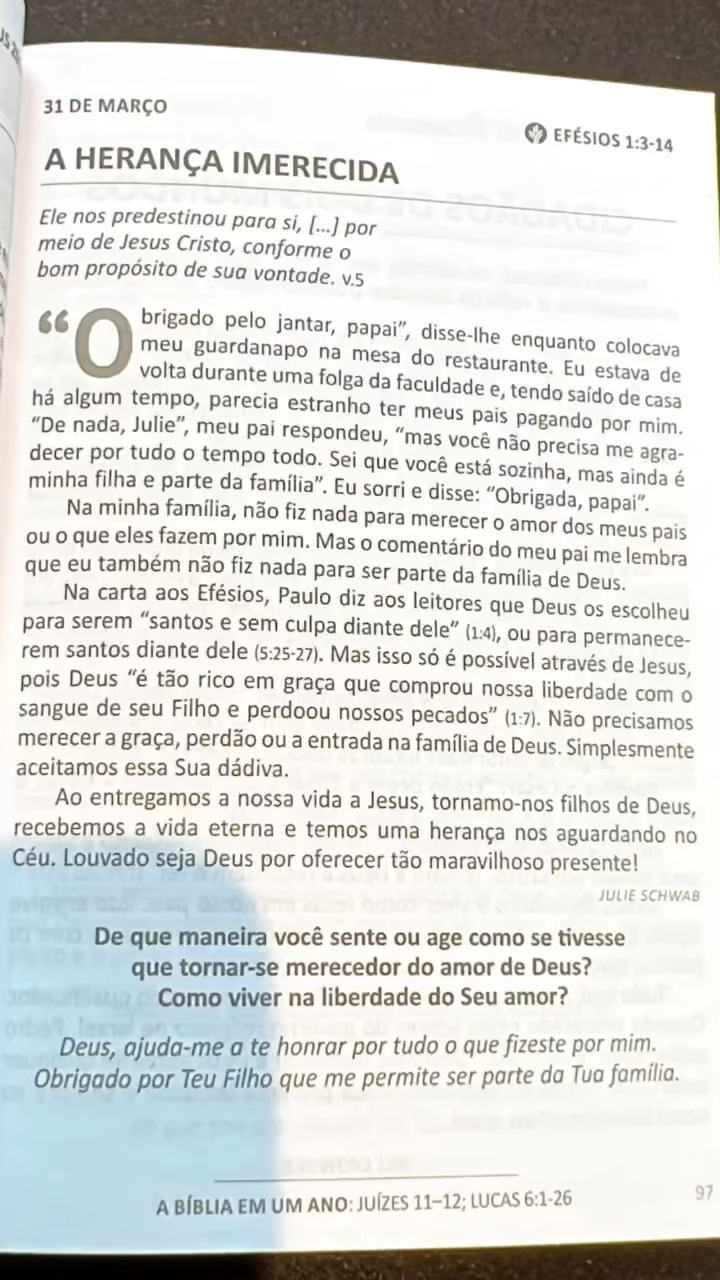 31 DE MARÇO
EFÉSIOS 1:3-14
A HERANÇA IMERECIDA
Ele nos predestinou para si, [...] por
meio de Jesus Cristo, conforme o
bom propósito de sua vontade. v.5
“Obrigado pelo jantar, papai”, disse-lhe enquanto colocava
meu guardanapo na mesa do restaurante. Eu estava de
volta durante uma folga da faculdade e, tendo saído de casa
há algum tempo, parecia estranho ter meus pais pagando por mim.
“De nada, Julie”, meu pai respondeu, “mas você não precisa me agra-
decer por tudo o tempo todo. Sei que você está sozinha, mas ainda é
minha filha e parte da família”. Eu sorri e disse: “Obrigada, papai”.
Na minha família, não fiz nada para merecer o amor dos meus pais
ou o que eles fazem por mim. Mas o comentário do meu pai me lembra
que eu também não fiz nada para ser parte da família de Deus.
Na carta aos Efésios, Paulo diz aos leitores que Deus os escolheu
para serem “santos e sem culpa diante dele” (1:4), ou para permanece-
rem santos diante dele (5:25-27). Mas isso só é possível através de Jesus,
pois Deus “é tão rico em graça que comprou nossa liberdade com o
sangue de seu Filho e perdoou nossos pecados” (1:7). Não precisamos
merecer a graça, perdão ou a entrada na família de Deus. Simplesmente
aceitamos essa Sua dádiva.
Ao entregamos a nossa vida a Jesus, tornamo-nos filhos de Deus,
recebemos a vida eterna e temos uma herança nos aguardando no
Céu. Louvado seja Deus por oferecer tão maravilhoso presente!
JULIE SCHWAB
De que maneira você sente ou age como se tivesse
que tornar-se merecedor do amor de Deus?
Como viver na liberdade do Seu amor?
Deus, ajuda-me a te honrar por tudo o que fizeste por mim.
Obrigado por Teu Filho que me permite ser parte da Tua família.
A BÍBLIA EM UM ANO: JUÍZES 11–12; LUCAS 6:1-26
97